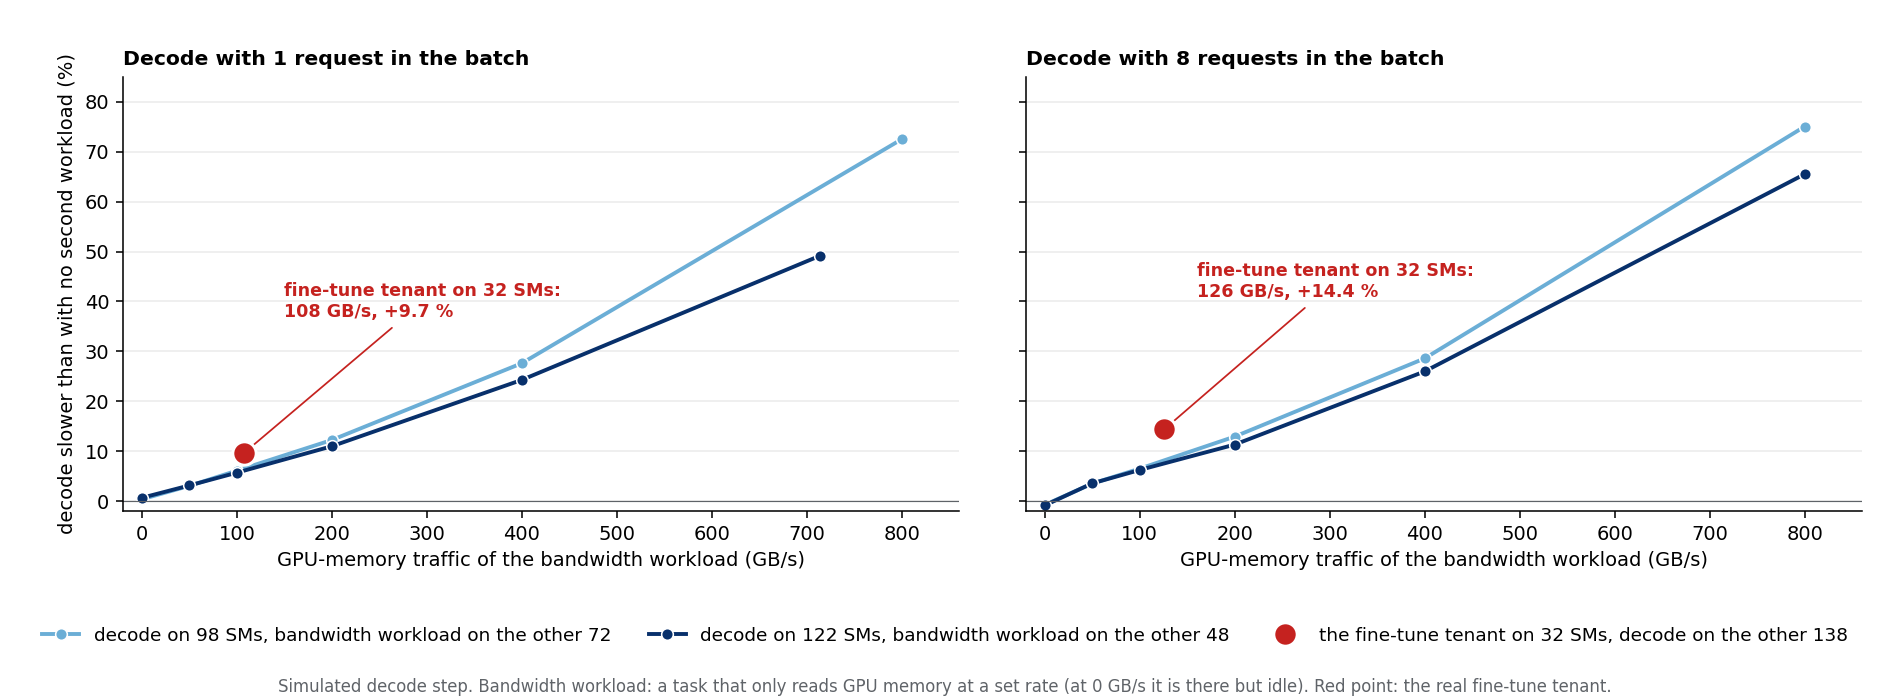 Decode with 1 request in the batch
decode slower than with no second workload (%)
80
70
60
50
40
30
20
10
0
fine-tune tenant on 32 SMs:
108 GB/s, +9.7 %
0 100 200 300 400 500 600 700 800
GPU-memory traffic of the bandwidth workload (GB/s)
Decode with 8 requests in the batch
fine-tune tenant on 32 SMs:
126 GB/s, +14.4 %
0 100 200 300 400 500 600 700 800
GPU-memory traffic of the bandwidth workload (GB/s)
decode on 98 SMs, bandwidth workload on the other 72
decode on 122 SMs, bandwidth workload on the other 48
the fine-tune tenant on 32 SMs, decode on the other 138
Simulated decode step. Bandwidth workload: a task that only reads GPU memory at a set rate (at 0 GB/s it is there but idle). Red point: the real fine-tune tenant.